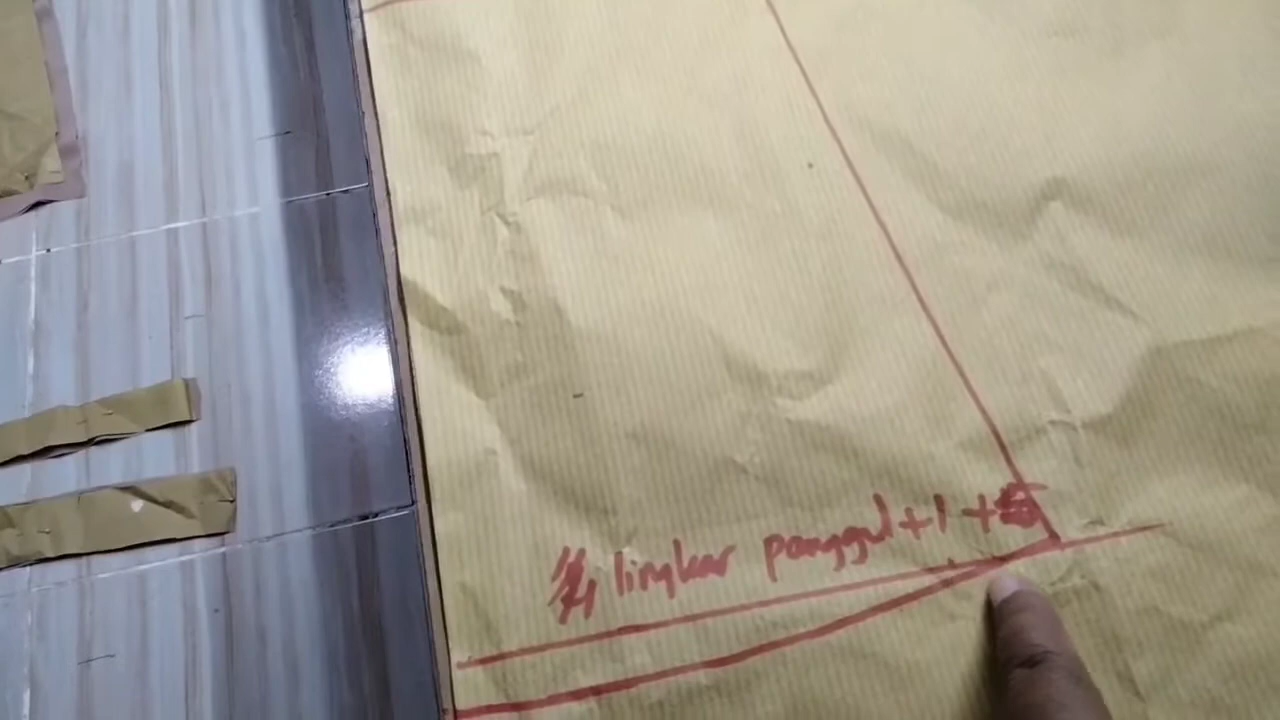 lingkar panggul + 1 +